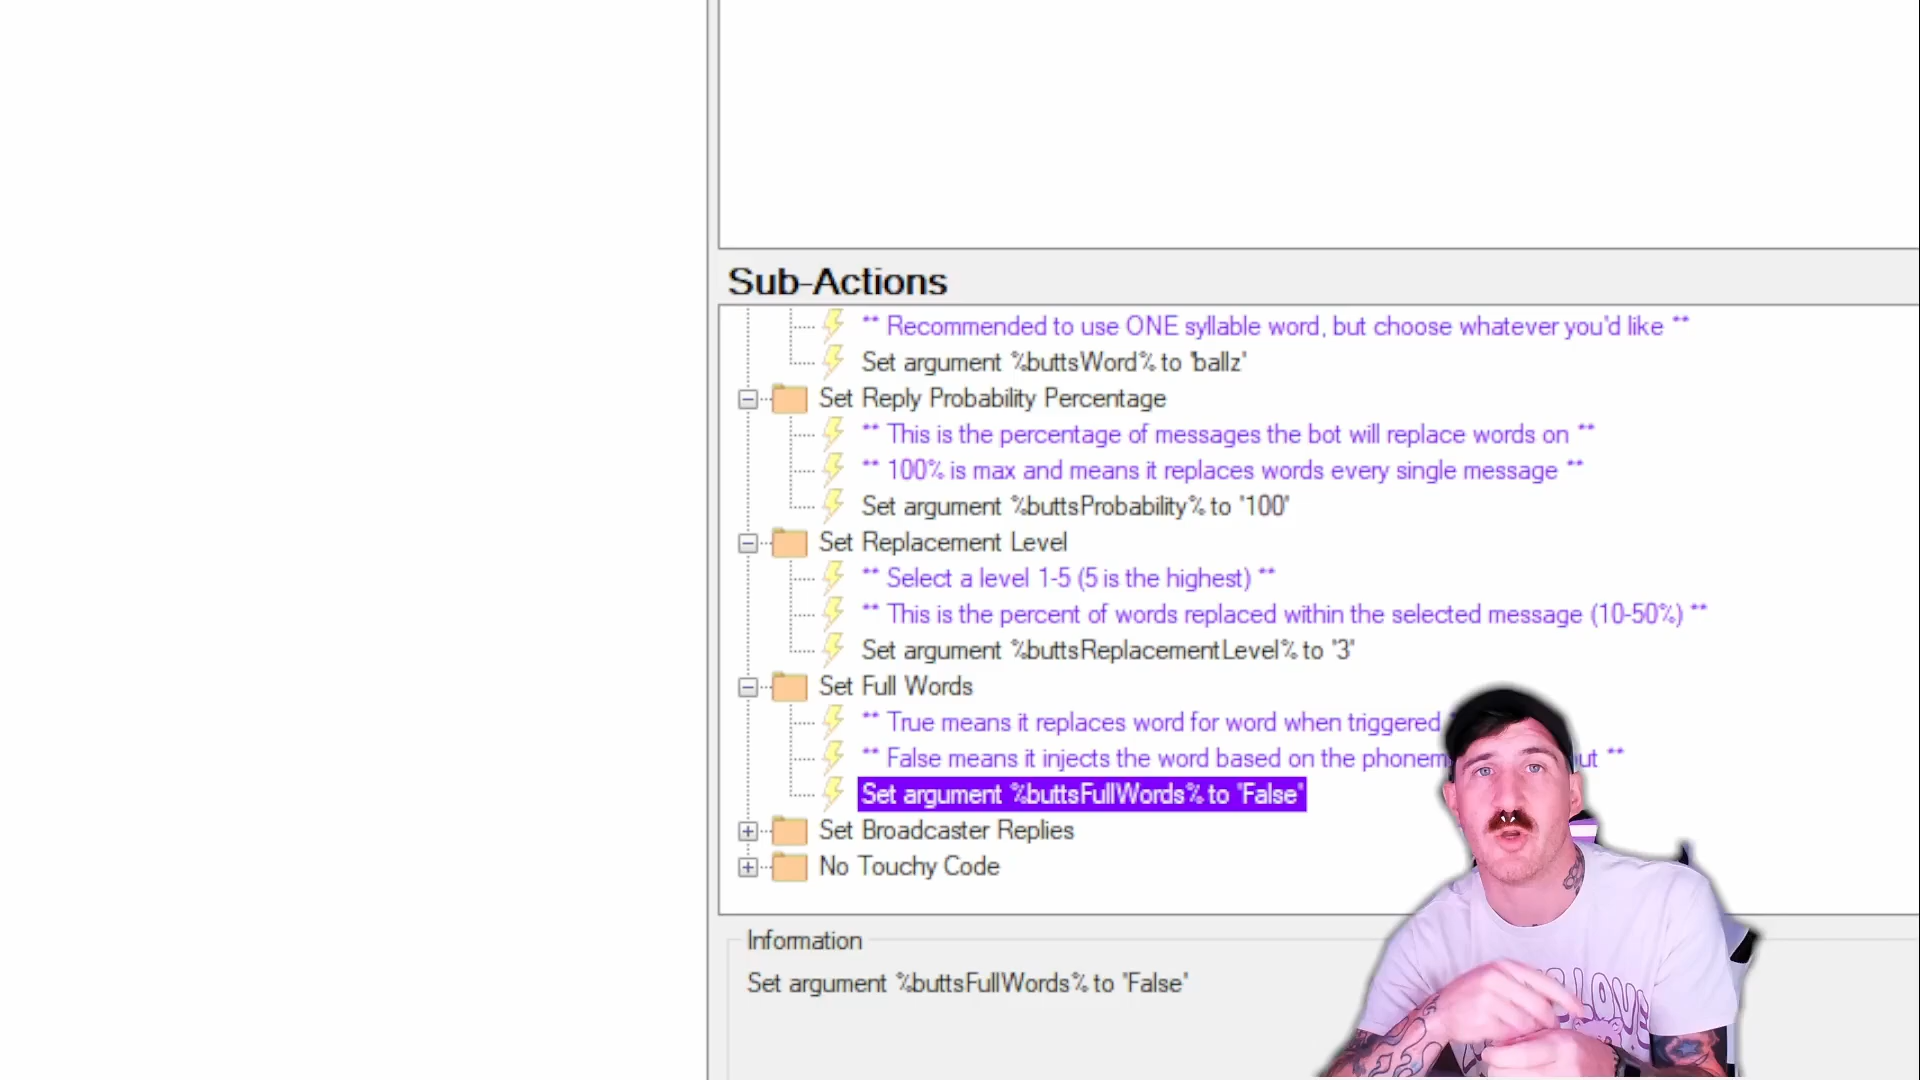 Sub-Actions
** Recommended to use ONE syllable word, but choose whatever you'd like **
Set argument %buttsWord% to 'ballz'
Set Reply Probability Percentage
** This is the percentage of messages the bot will replace words on **
** 100% is max and means it replaces words every single message **
Set argument %buttsProbability% to '100'
Set Replacement Level
** Select a level 1-5 (5 is the highest) **
** This is the percent of words replaced within the selected message (10-50%) **
Set argument %buttsReplacementLevel% to '3'
Set Full Words
** True means it replaces word for word when triggered
** False means it injects the word based on the **
Set argument %buttsFullWords% to 'False'
Set Broadcaster Replies
No Touchy Code
Information
Set argument %buttsFullWords% to 'False'
LOVE